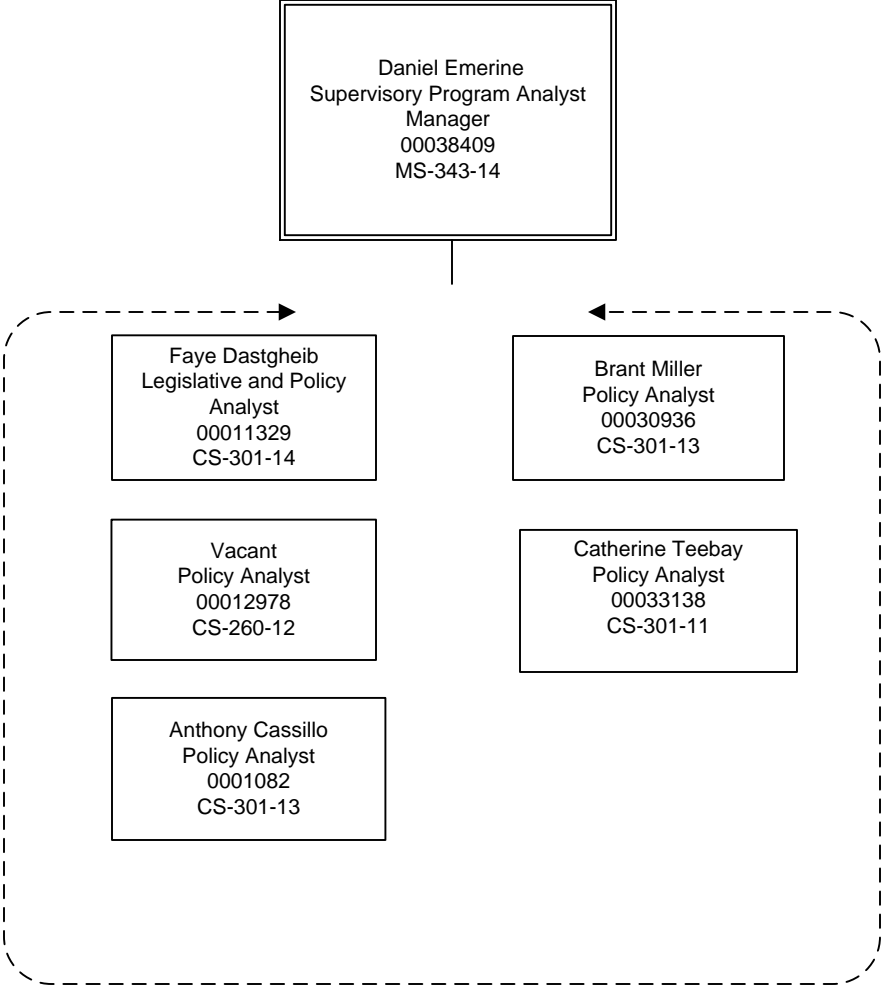 Daniel Emerine
Supervisory Program Analyst
Manager
00038409
MS-343-14
Faye Dastgheib
Legislative and Policy
Analyst
00011329
CS-301-14
Vacant
Policy Analyst
00012978
CS-260-12
Anthony Cassillo
Policy Analyst
0001082
CS-301-13
Brant Miller
Policy Analyst
00030936
CS-301-13
Catherine Teebay
Policy Analyst
00033138
CS-301-11